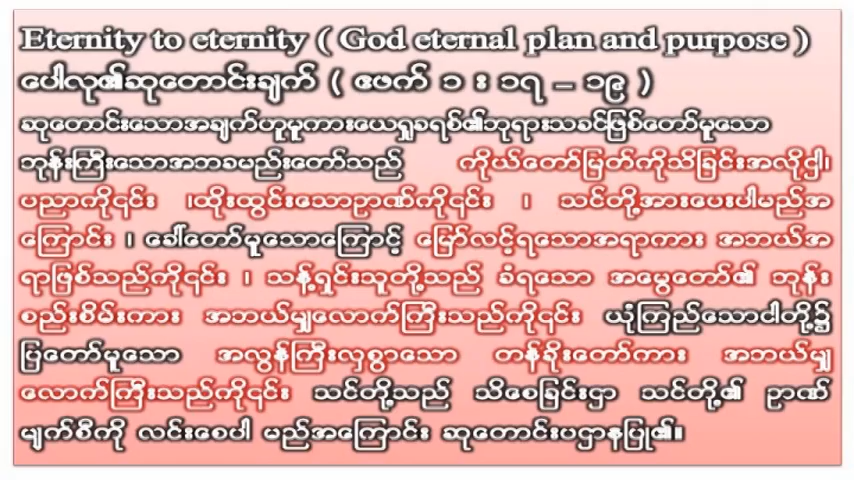 Eternity to eternity ( God eternal plan and purpose )
ပေါလု၏ဆုတောင်းချက် ( ဧဖက် ၁ : ၁၇ – ၁၉ )
ဆုတောင်းသောအချက်ဟူမူကားယေရှုခရစ်၏ဘုရားသခင်ဖြစ်တော်မူသော
ဘုန်းကြီးသောအဘခမည်းတော်သည် ကိုယ်တော်မြတ်ကိုသိခြင်းအလို့ဌါ၊
ပညာကို၎င်း ၊ထိုးထွင်းသောဉာဏ်ကို၎င်း ၊ သင်တို့အားပေးပါမည်အ
ကြောင်း ၊ ခေါ်တော်မူသောကြောင့် မြော်လင့်ရသောအရာကား အဘယ်အ
ရာဖြစ်သည်ကို၎င်း ၊ သန့်ရှင်းသူတို့သည် ခံရသော အမွေတော်၏ ဘုန်း
စည်းစိမ်းကား အဘယ်မျှလောက်ကြီးသည်ကို၎င်း ယုံကြည်သောငါတို့၌
ပြတော်မူသော အလွန်ကြီးလှစွာသော တန်ခိုးတော်ကား အဘယ်မျှ
လောက်ကြီးသည်ကို၎င်း သင်တို့သည် သိစေခြင်းဌာ သင်တို့၏ ဉာဏ်
မျက်စီကို လင်းစေပါ မည်အကြောင်း ဆုတောင်းပဌာနပြု၏။